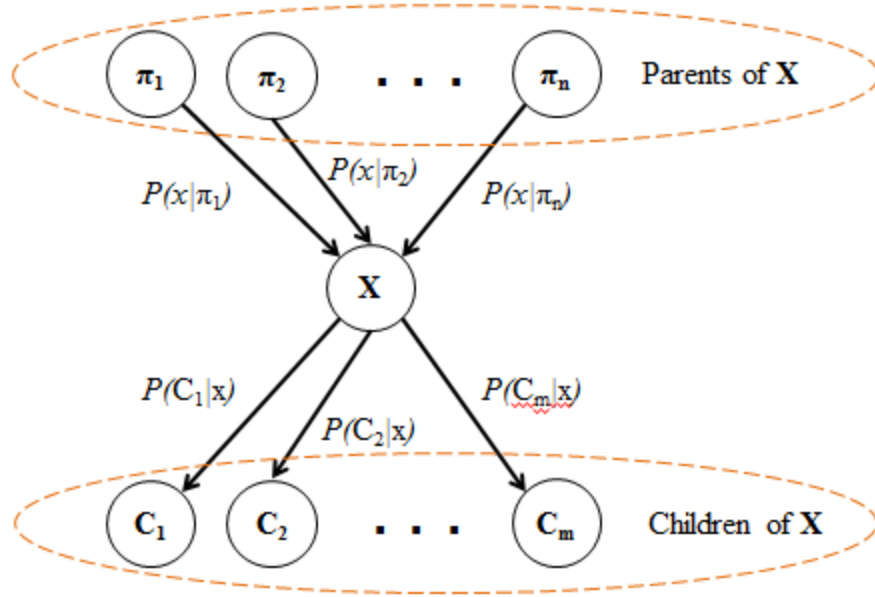 π₁ π₂ . . . πₙ Parents of X
P(x|π₁) P(x|π₂) P(x|πₙ)
X
P(C₁|x) P(C₂|x) P(Cₘ|x)
C₁ C₂ . . . Cₘ Children of X